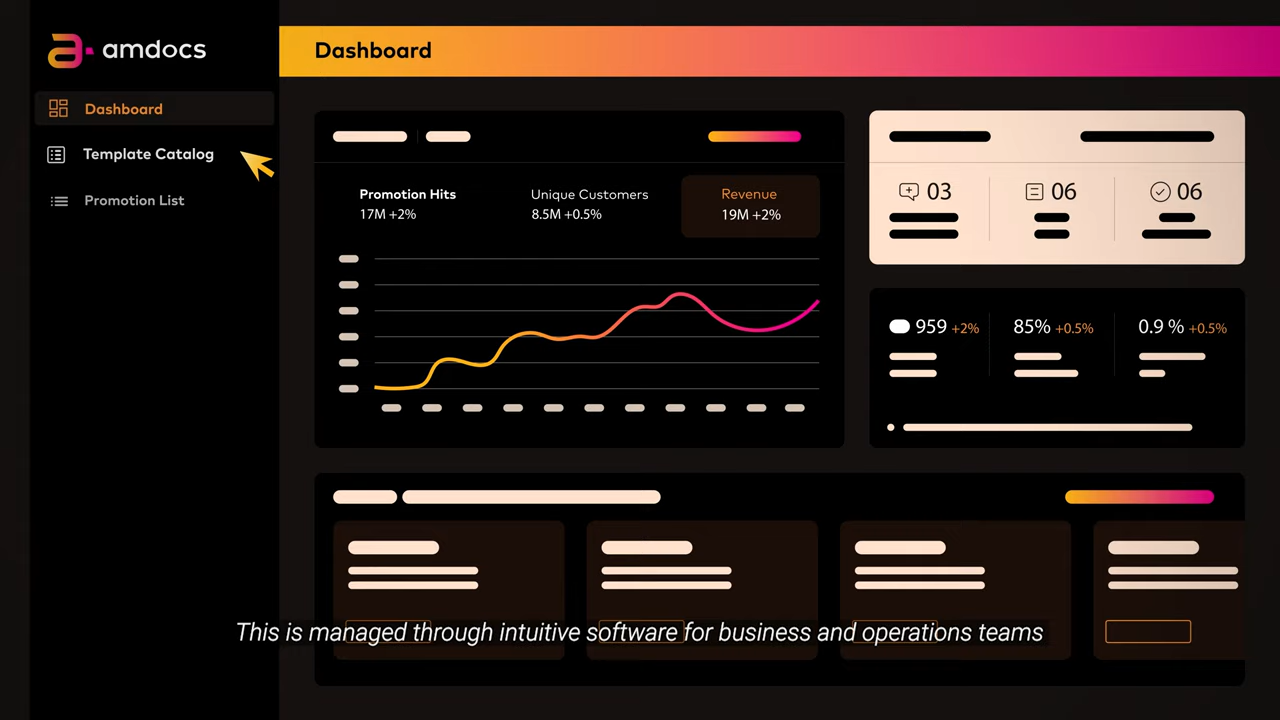 amdocs
Dashboard
Dashboard
Template Catalog
Promotion List
Promotion Hits
17M +2%
Unique Customers
8.5M +0.5%
Revenue
19M +2%
03
06
06
959 +2%
85% +0.5%
0.9 % +0.5%
This is managed through intuitive software for business and operations teams